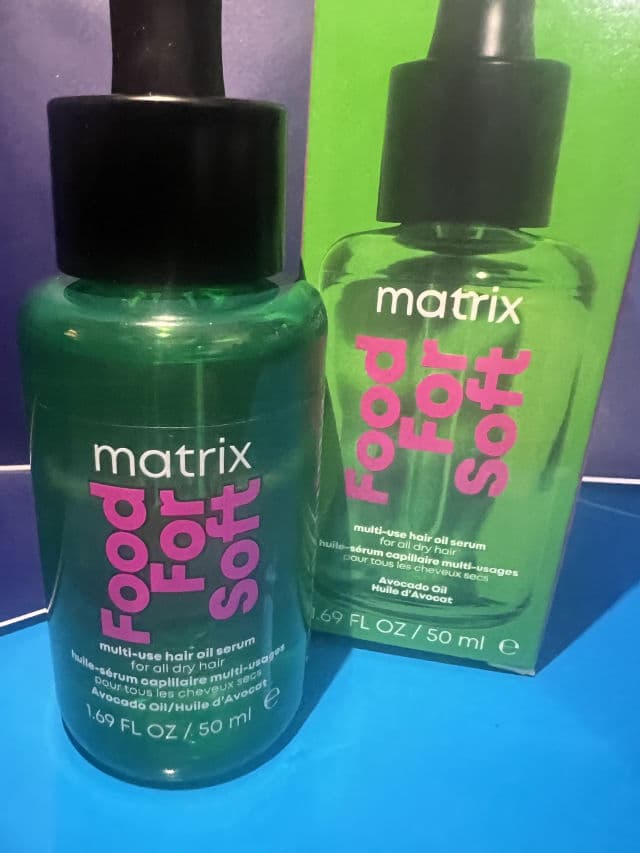 matrix
Food
For
Soft
multi-use hair oil serum
for all dry hair
huile-sérum capillaire multi-usages
pour tous les cheveux secs
Avocado Oil/Huile d'Avocat
1.69 FL OZ / 50 ml e
matrix
Food
For
Soft
multi-use hair oil serum
for all dry hair
huile-sérum capillaire multi-usages
pour tous les cheveux secs
Avocado Oil
Huile d'Avocat
1.69 FL OZ / 50 ml e